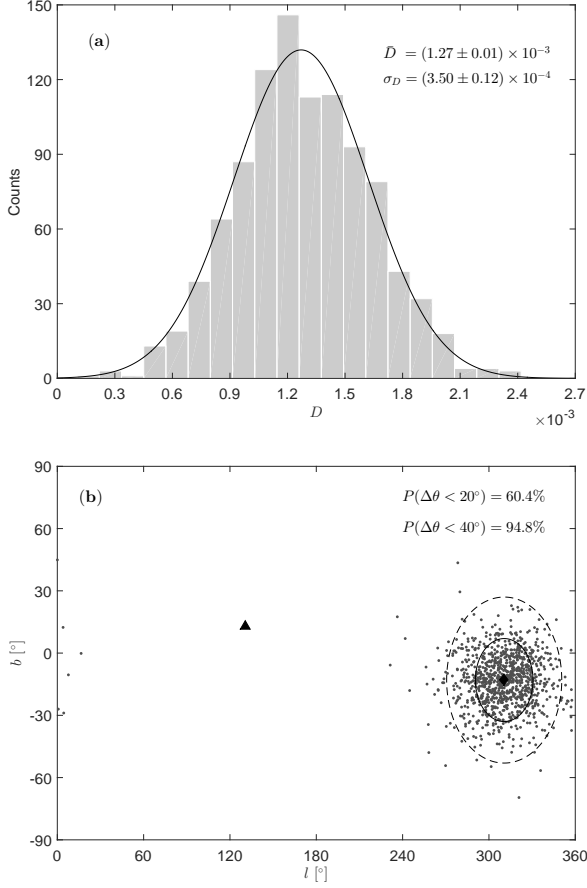 150
(a)
D̄ = (1.27 ± 0.01) × 10⁻³
σ_D = (3.50 ± 0.12) × 10⁻⁴
120
90
Counts
60
30
0
0 0.3 0.6 0.9 1.2 1.5 1.8 2.1 2.4 2.7
D
×10⁻³
90
(b)
P(Δθ < 20°) = 60.4%
P(Δθ < 40°) = 94.8%
60
30
0
b [°]
-30
-60
-90
0 60 120 180 240 300 360
l [°]